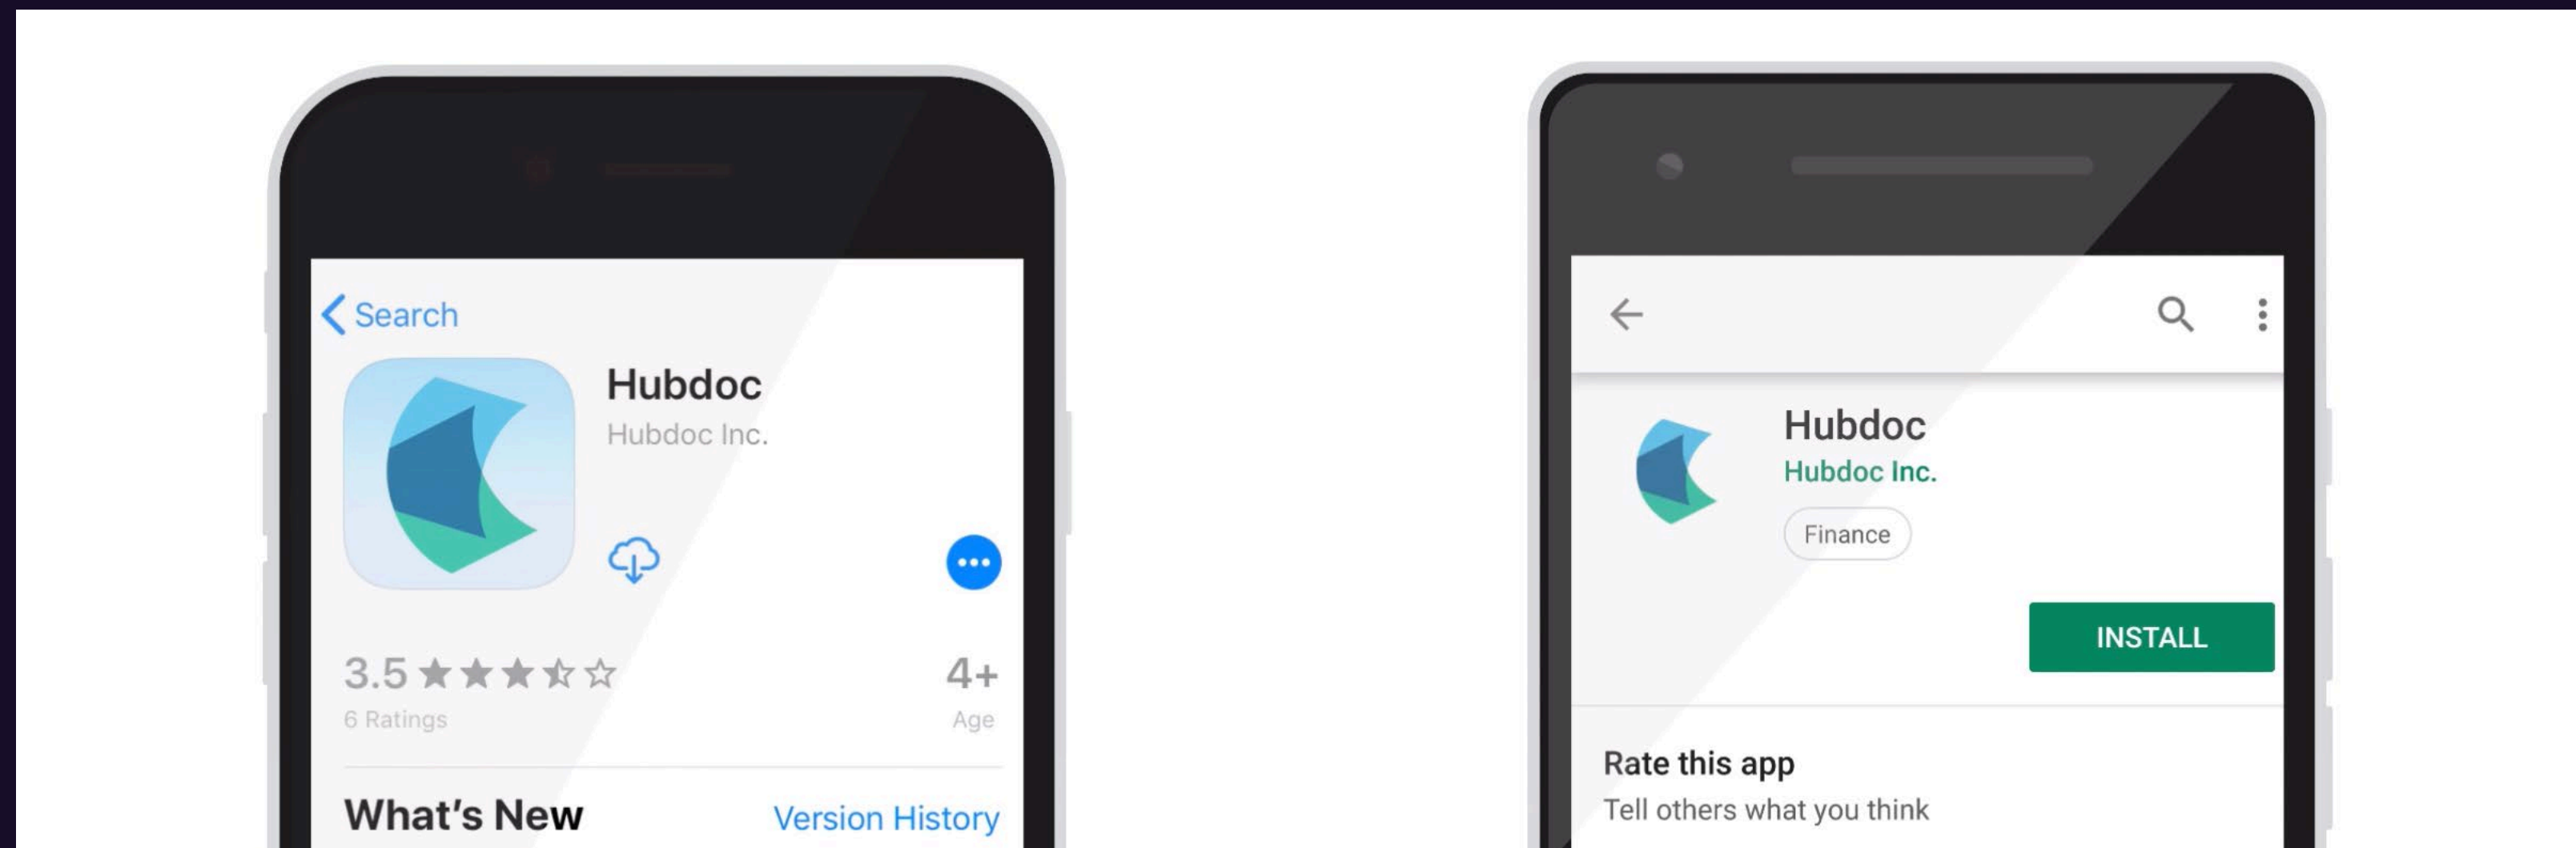 Search
Hubdoc
Hubdoc Inc.
3.5
4+
6 Ratings
Age
What's New
Version History
Hubdoc
Hubdoc Inc.
Finance
INSTALL
Rate this app
Tell others what you think